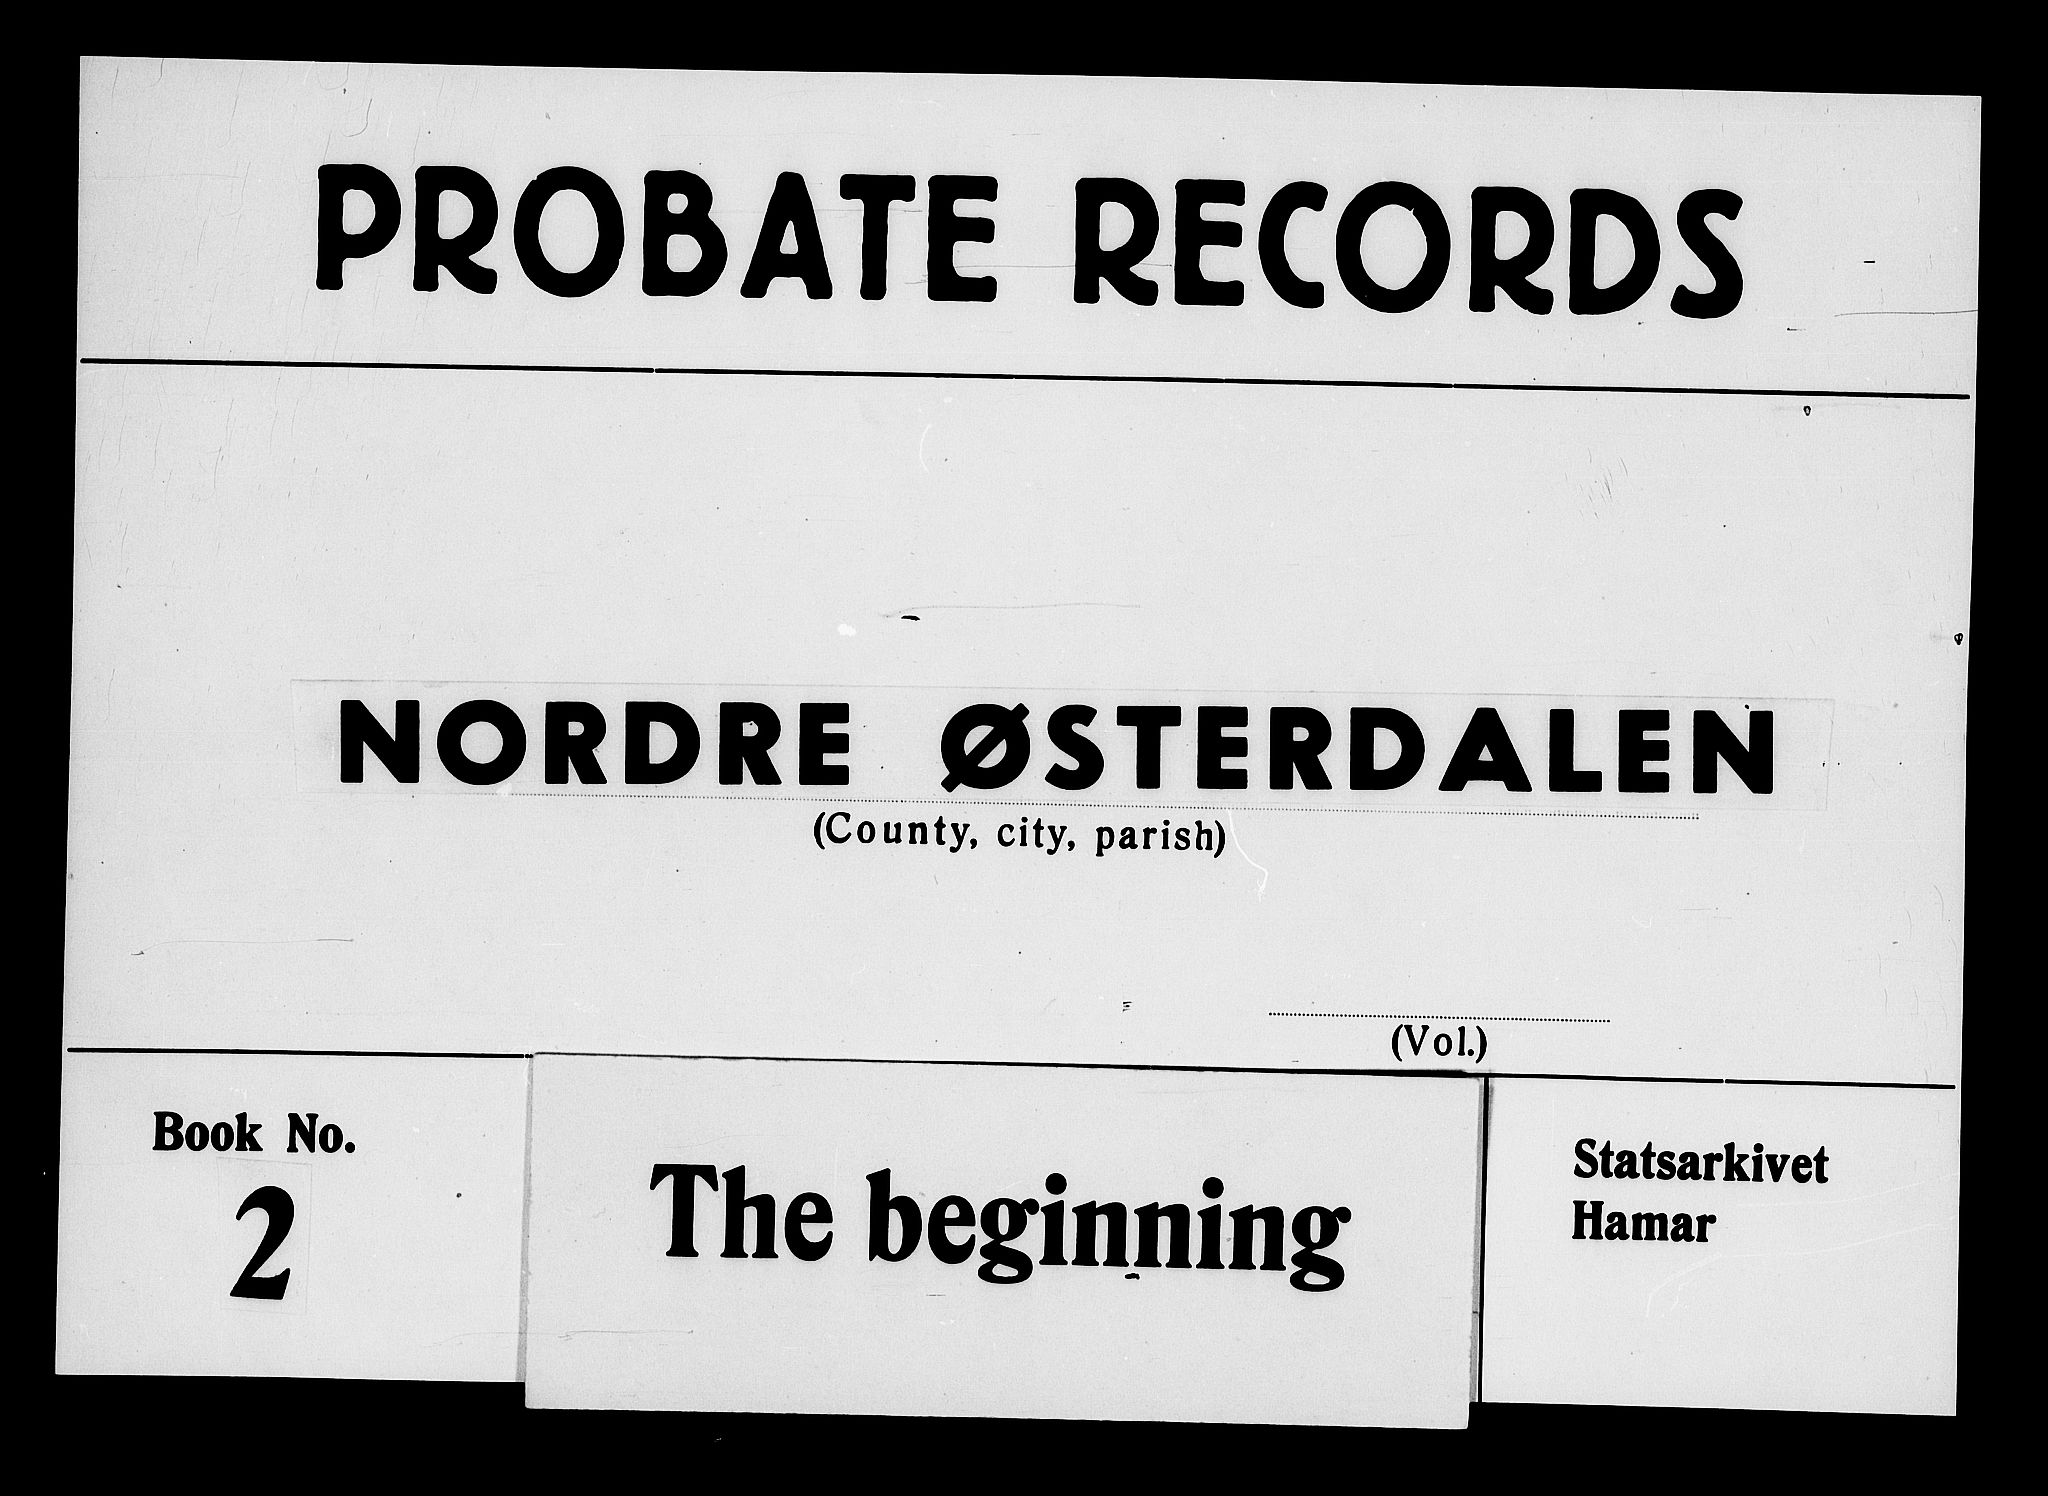 PROBATE RECORDS
NORDRE ØSTERDALEN
(County, city, parish)
(Vol.)
Book No.
2
The beginning
Statsarkivet
Hamar